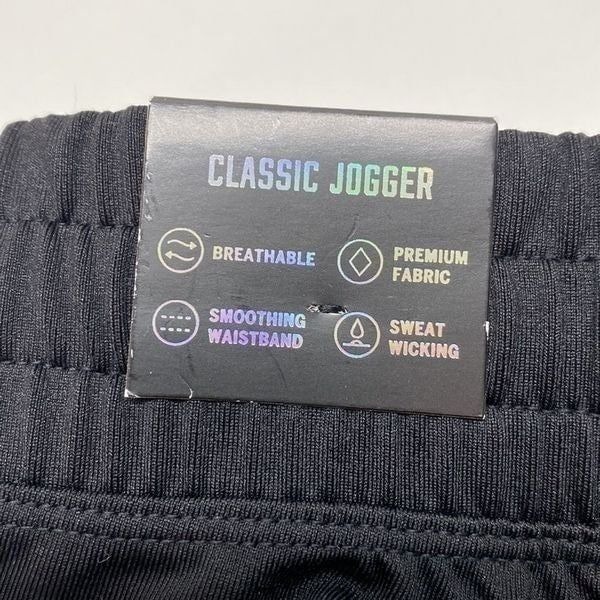 CLASSIC JOGGER
BREATHABLE
PREMIUM
FABRIC
SMOOTHING
WAISTBAND
SWEAT
WICKING